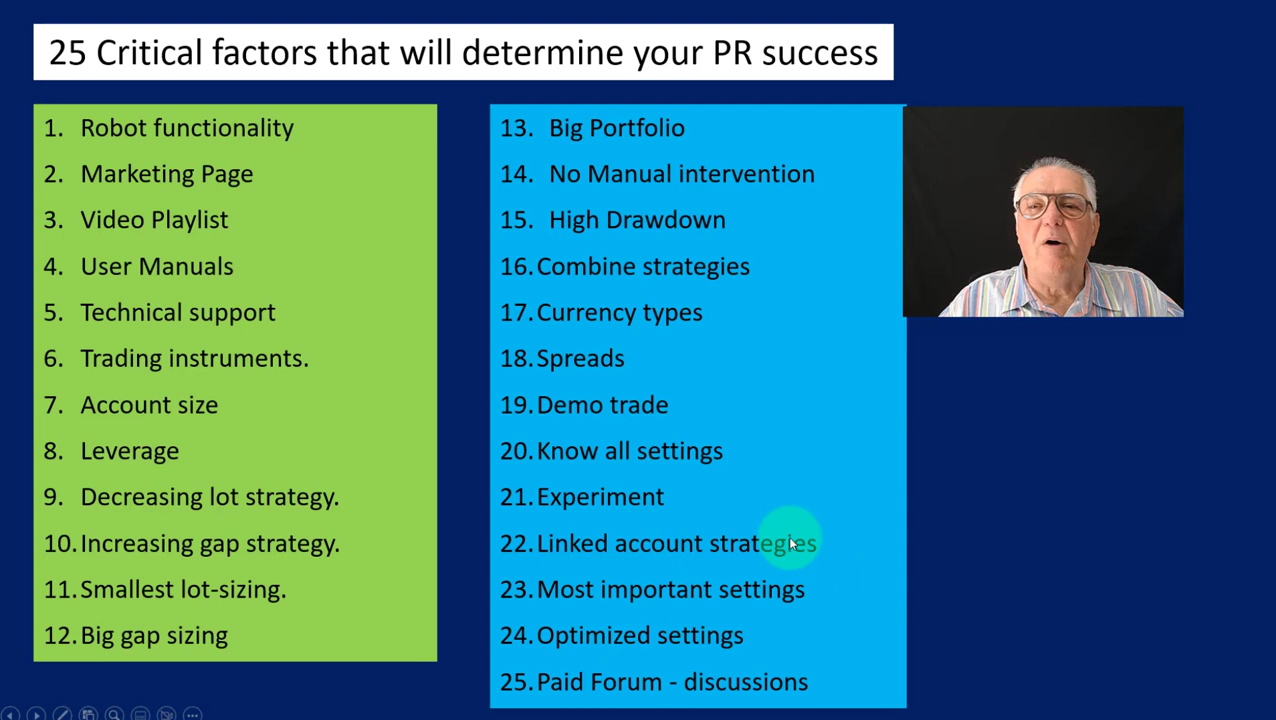 25 Critical factors that will determine your PR success
1. Robot functionality
2. Marketing Page
3. Video Playlist
4. User Manuals
5. Technical support
6. Trading instruments.
7. Account size
8. Leverage
9. Decreasing lot strategy.
10. Increasing gap strategy.
11. Smallest lot-sizing.
12. Big gap sizing
13. Big Portfolio
14. No Manual intervention
15. High Drawdown
16. Combine strategies
17. Currency types
18. Spreads
19. Demo trade
20. Know all settings
21. Experiment
22. Linked account strategies
23. Most important settings
24. Optimized settings
25. Paid Forum - discussions